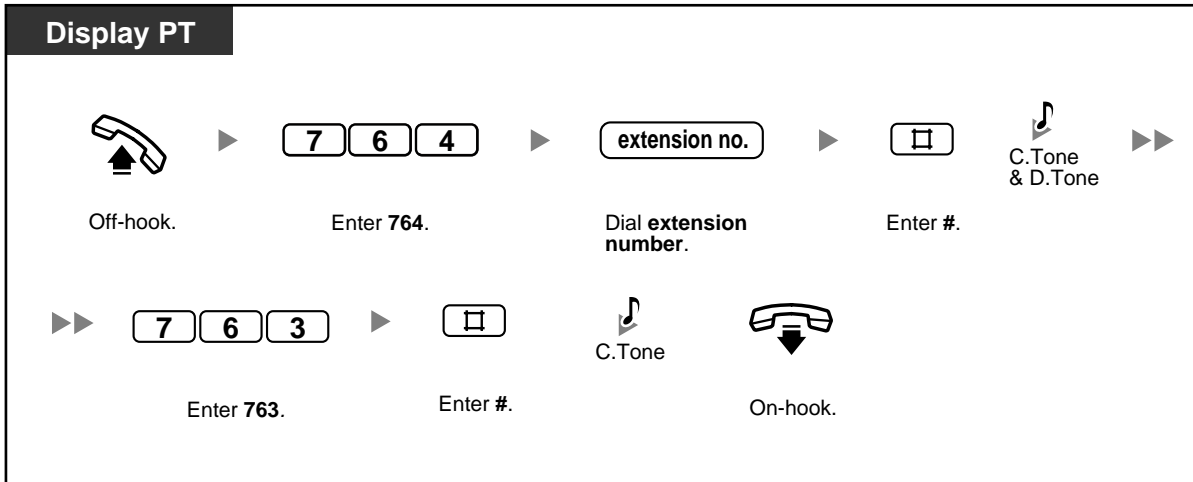 Display PT
7 6 4
extension no.
#
C.Tone
& D.Tone
Off-hook.
Enter 764.
Dial extension
number.
Enter #.
7 6 3
#
C.Tone
Enter 763.
Enter #.
On-hook.